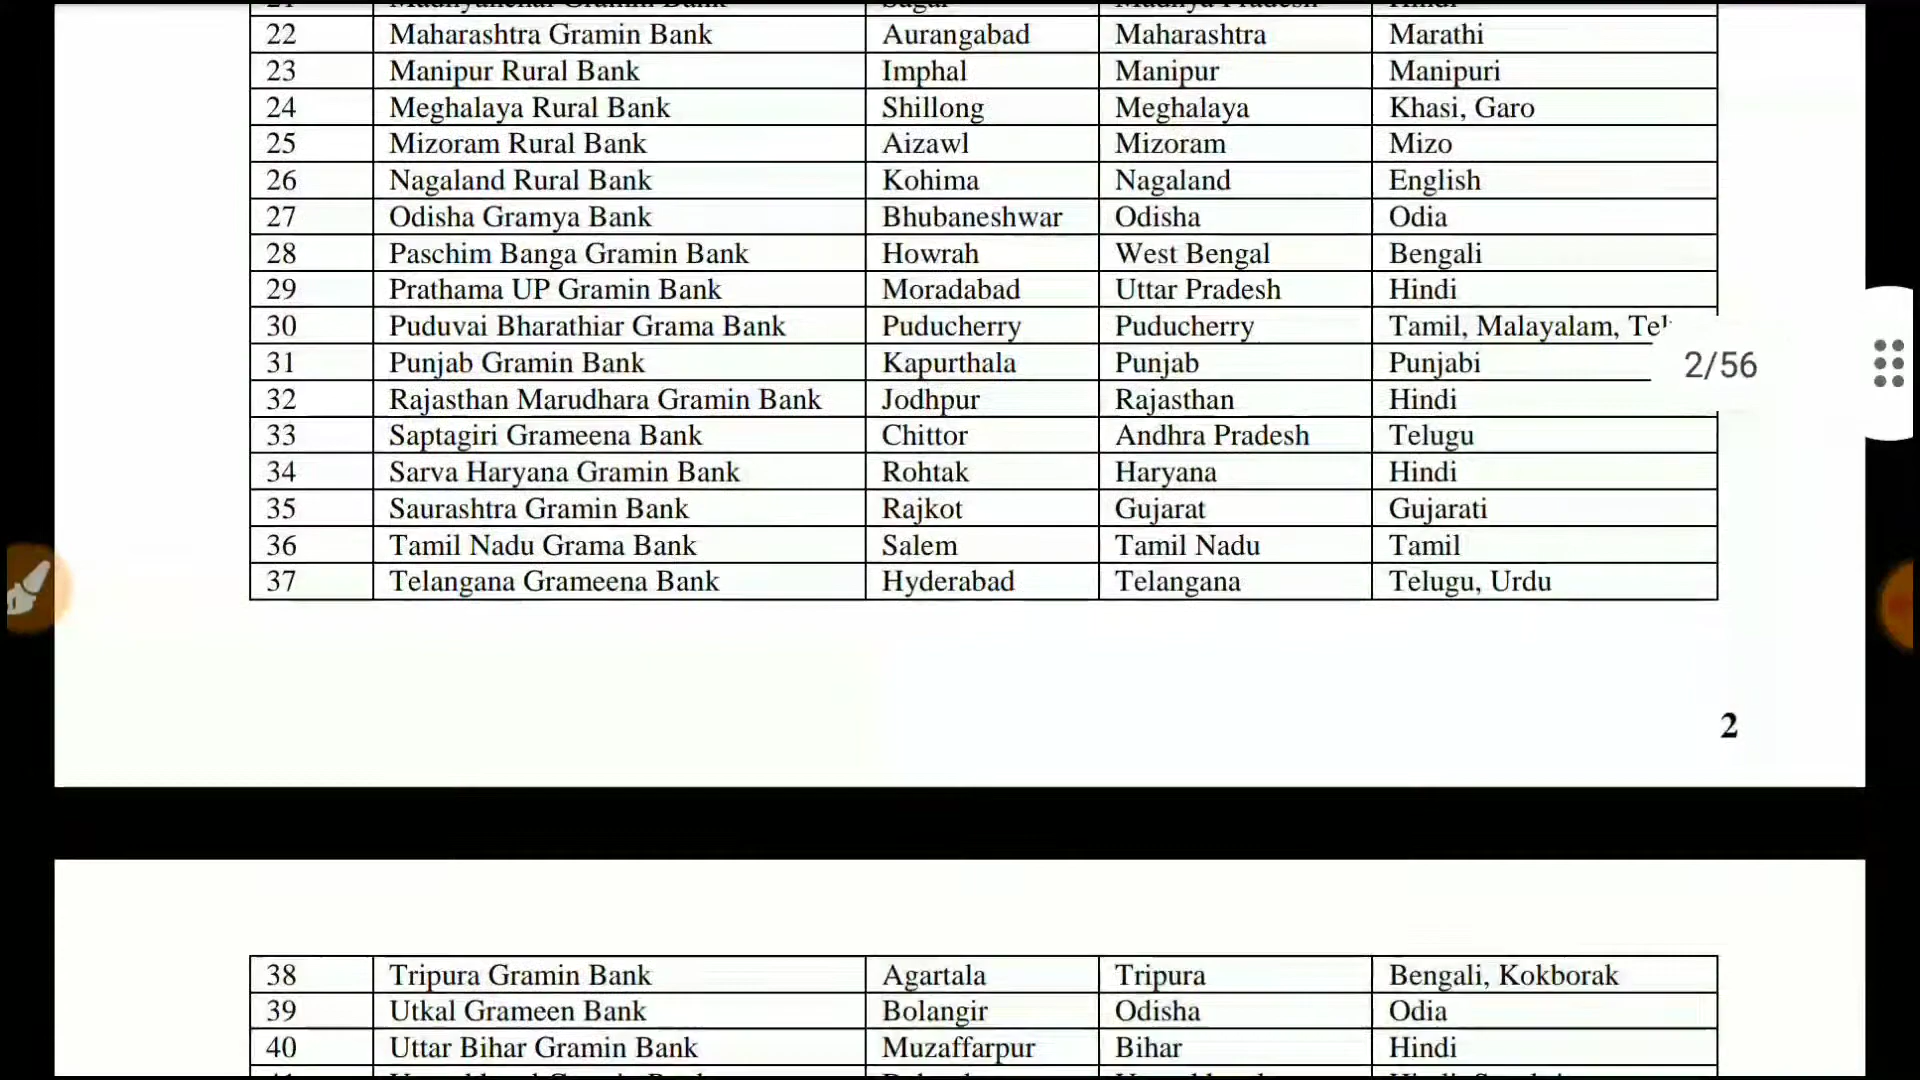 22 Maharashtra Gramin Bank Aurangabad Maharashtra Marathi
23 Manipur Rural Bank Imphal Manipur Manipuri
24 Meghalaya Rural Bank Shillong Meghalaya Khasi, Garo
25 Mizoram Rural Bank Aizawl Mizoram Mizo
26 Nagaland Rural Bank Kohima Nagaland English
27 Odisha Gramya Bank Bhubaneshwar Odisha Odia
28 Paschim Banga Gramin Bank Howrah West Bengal Bengali
29 Prathama UP Gramin Bank Moradabad Uttar Pradesh Hindi
30 Puduvai Bharathiar Grama Bank Puducherry Puducherry Tamil, Malayalam,
31 Punjab Gramin Bank Kapurthala Punjab Punjabi
2/56
32 Rajasthan Marudhara Gramin Bank Jodhpur Rajasthan Hindi
33 Saptagiri Grameena Bank Chittor Andhra Pradesh Telugu
34 Sarva Haryana Gramin Bank Rohtak Haryana Hindi
35 Saurashtra Gramin Bank Rajkot Gujarat Gujarati
36 Tamil Nadu Grama Bank Salem Tamil Nadu Tamil
37 Telangana Grameena Bank Hyderabad Telangana Telugu, Urdu
2
38 Tripura Gramin Bank Agartala Tripura Bengali, Kokborak
39 Utkal Grameen Bank Bolangir Odisha Odia
40 Uttar Bihar Gramin Bank Muzaffarpur Bihar Hindi